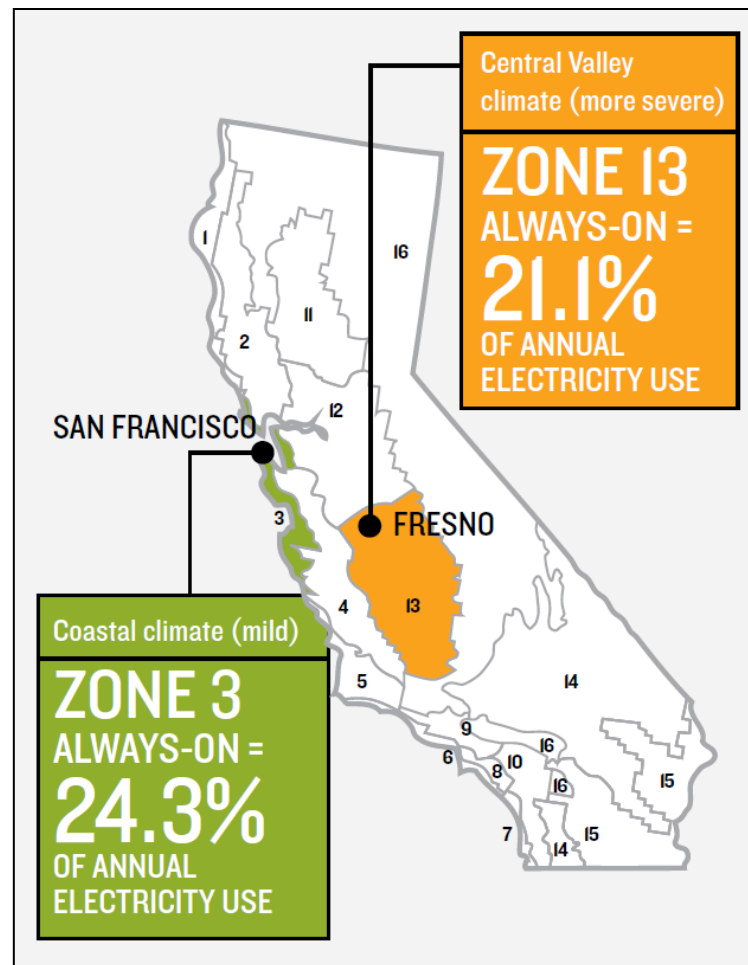 Central Valley
climate (more severe)
ZONE 13
ALWAYS-ON =
21.1%
OF ANNUAL
ELECTRICITY USE
1
16
11
2
12
SAN FRANCISCO
3
FRESNO
4
13
Coastal climate (mild)
ZONE 3
ALWAYS-ON =
24.3%
OF ANNUAL
ELECTRICITY USE
5
14
9
6
8
10
16
16
15
7
14
15